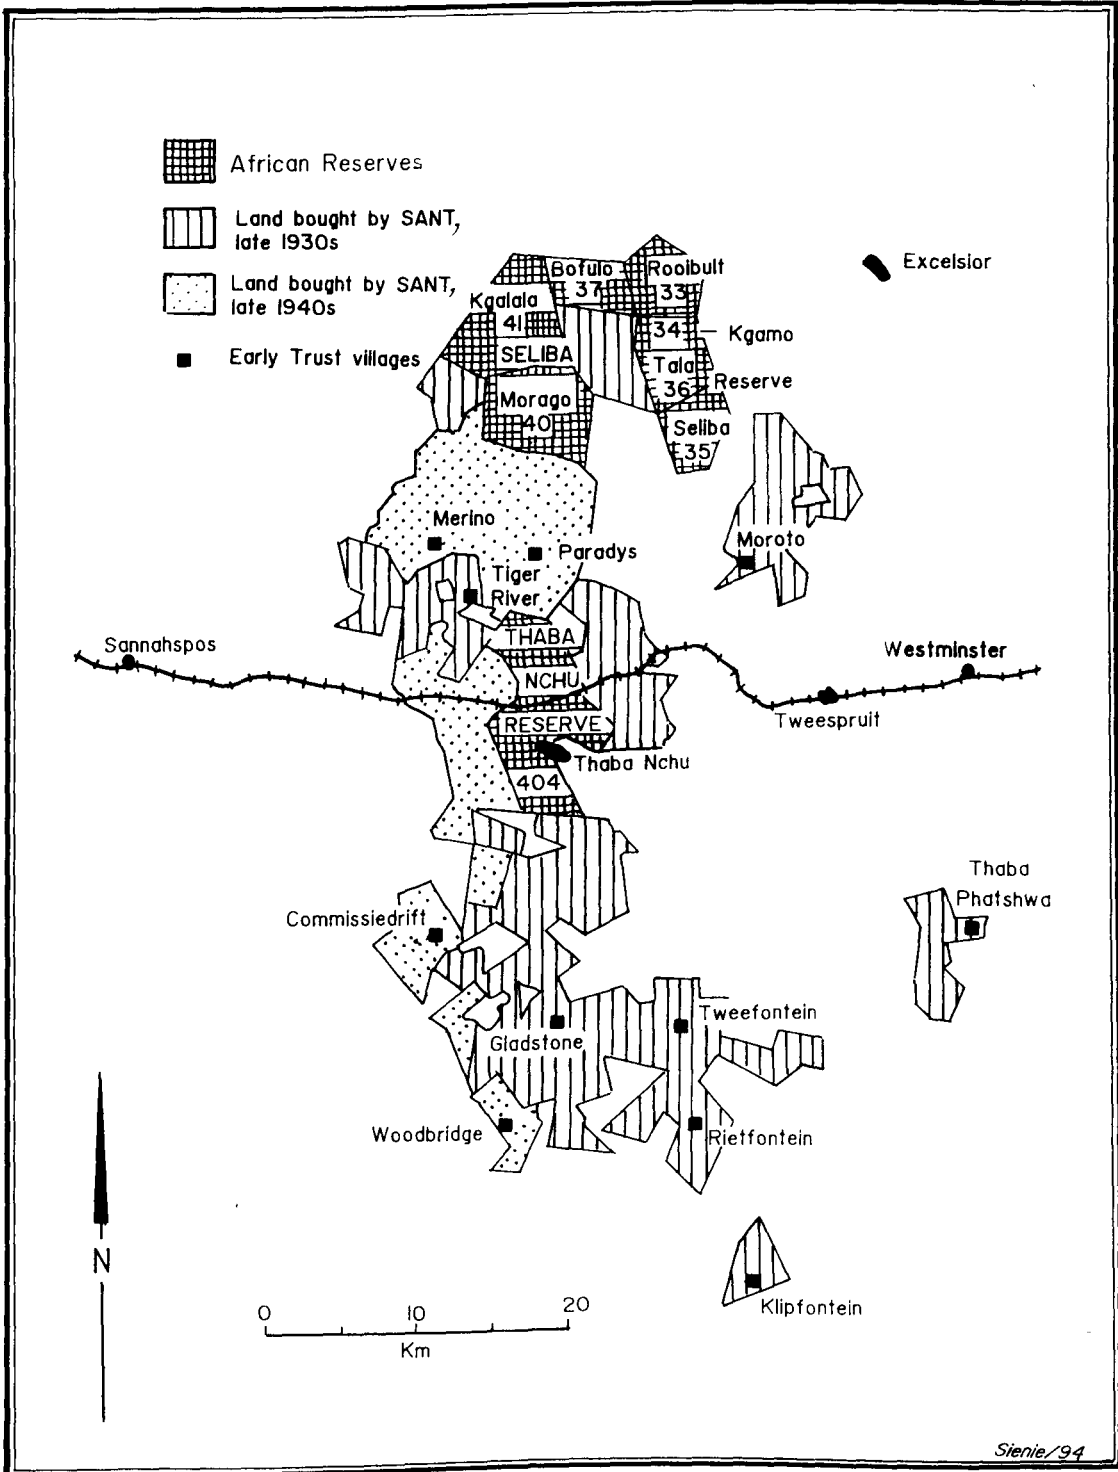 African Reserves
Land bought by SANT,
late 1930s
Land bought by SANT,
late 1940s
Early Trust villages
Excelsior
Bofulo
37
Rooibult
33
Kgalala
41
34
Kgamo
SELIBA
Tala
36
Reserve
Morago
40
Seliba
35
Merino
Moroto
Paradys
Tiger
River
THABA
NCHU
RESERVE
404
Sannahspos
Westminster
Tweespruit
Thaba Nchu
Thaba
Phatshwa
Commissiedrift
Tweefontein
Gladstone
Woodbridge
Rietfontein
Klipfontein
N
0 10 20
Km
Sienie/94